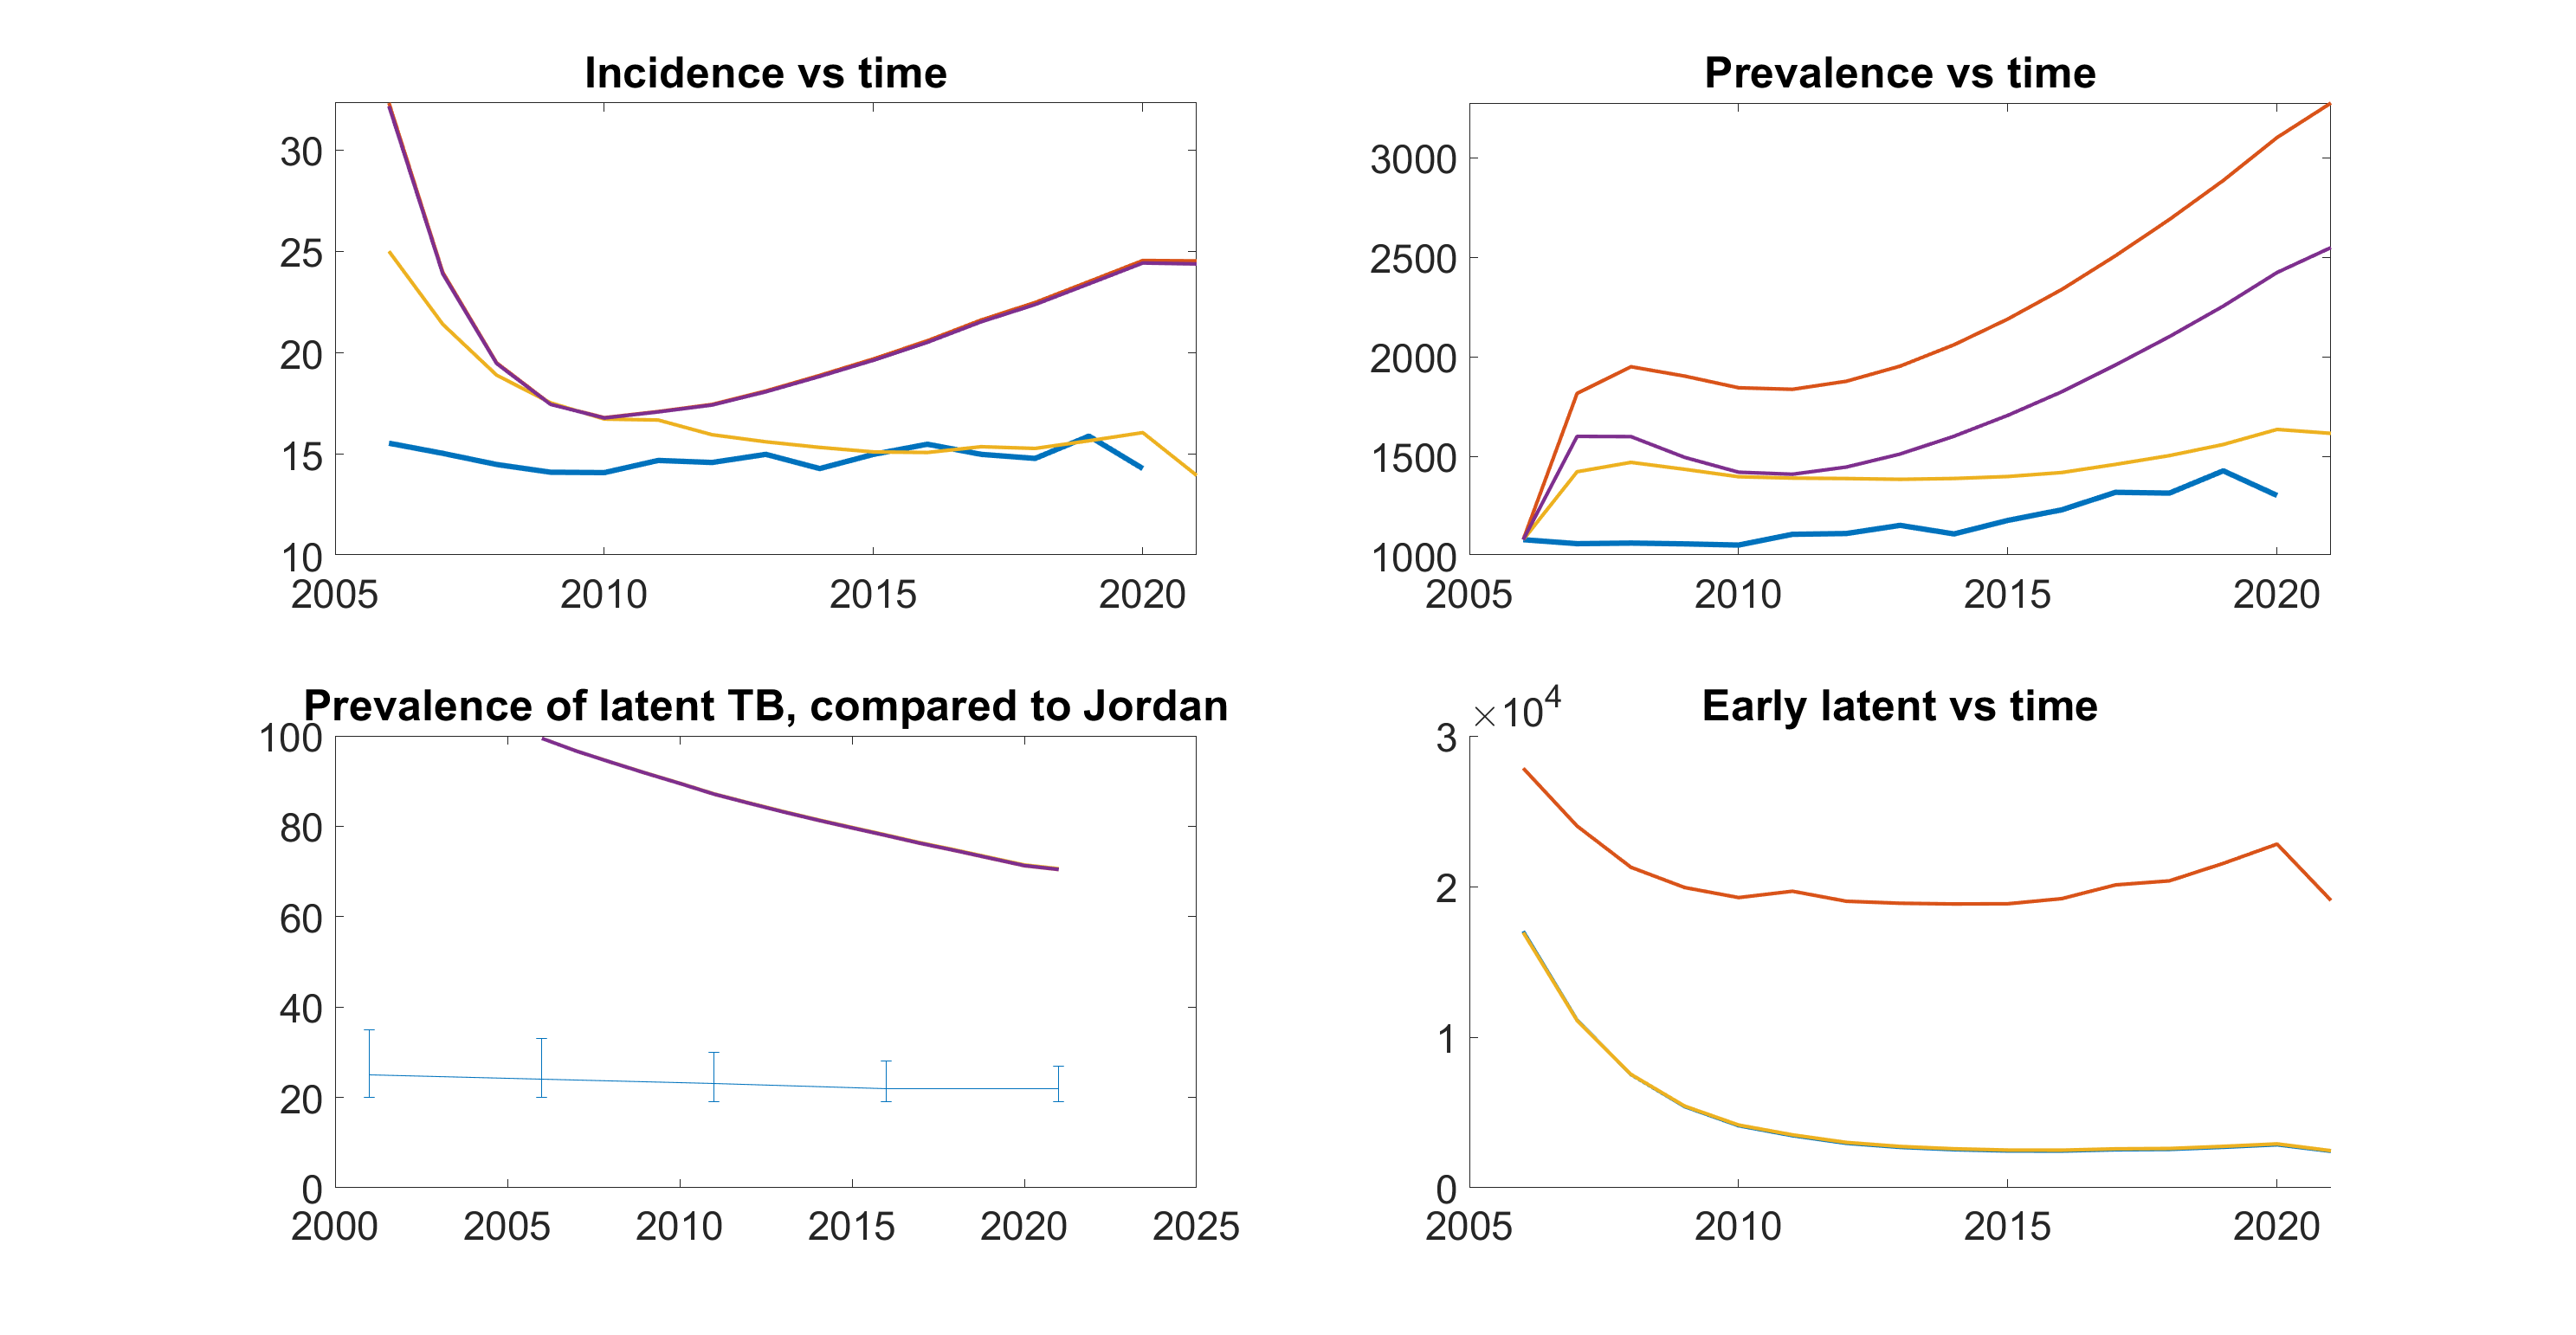 Incidence vs time
30
25
20
15
10
2005 2010 2015 2020
Prevalence vs time
3000
2500
2000
1500
1000
2005 2010 2015 2020
Prevalence of latent TB, compared to Jordan
100
80
60
40
20
0
2000 2005 2010 2015 2020 2025
Early latent vs time
×10⁴
3
2
1
0
2005 2010 2015 2020